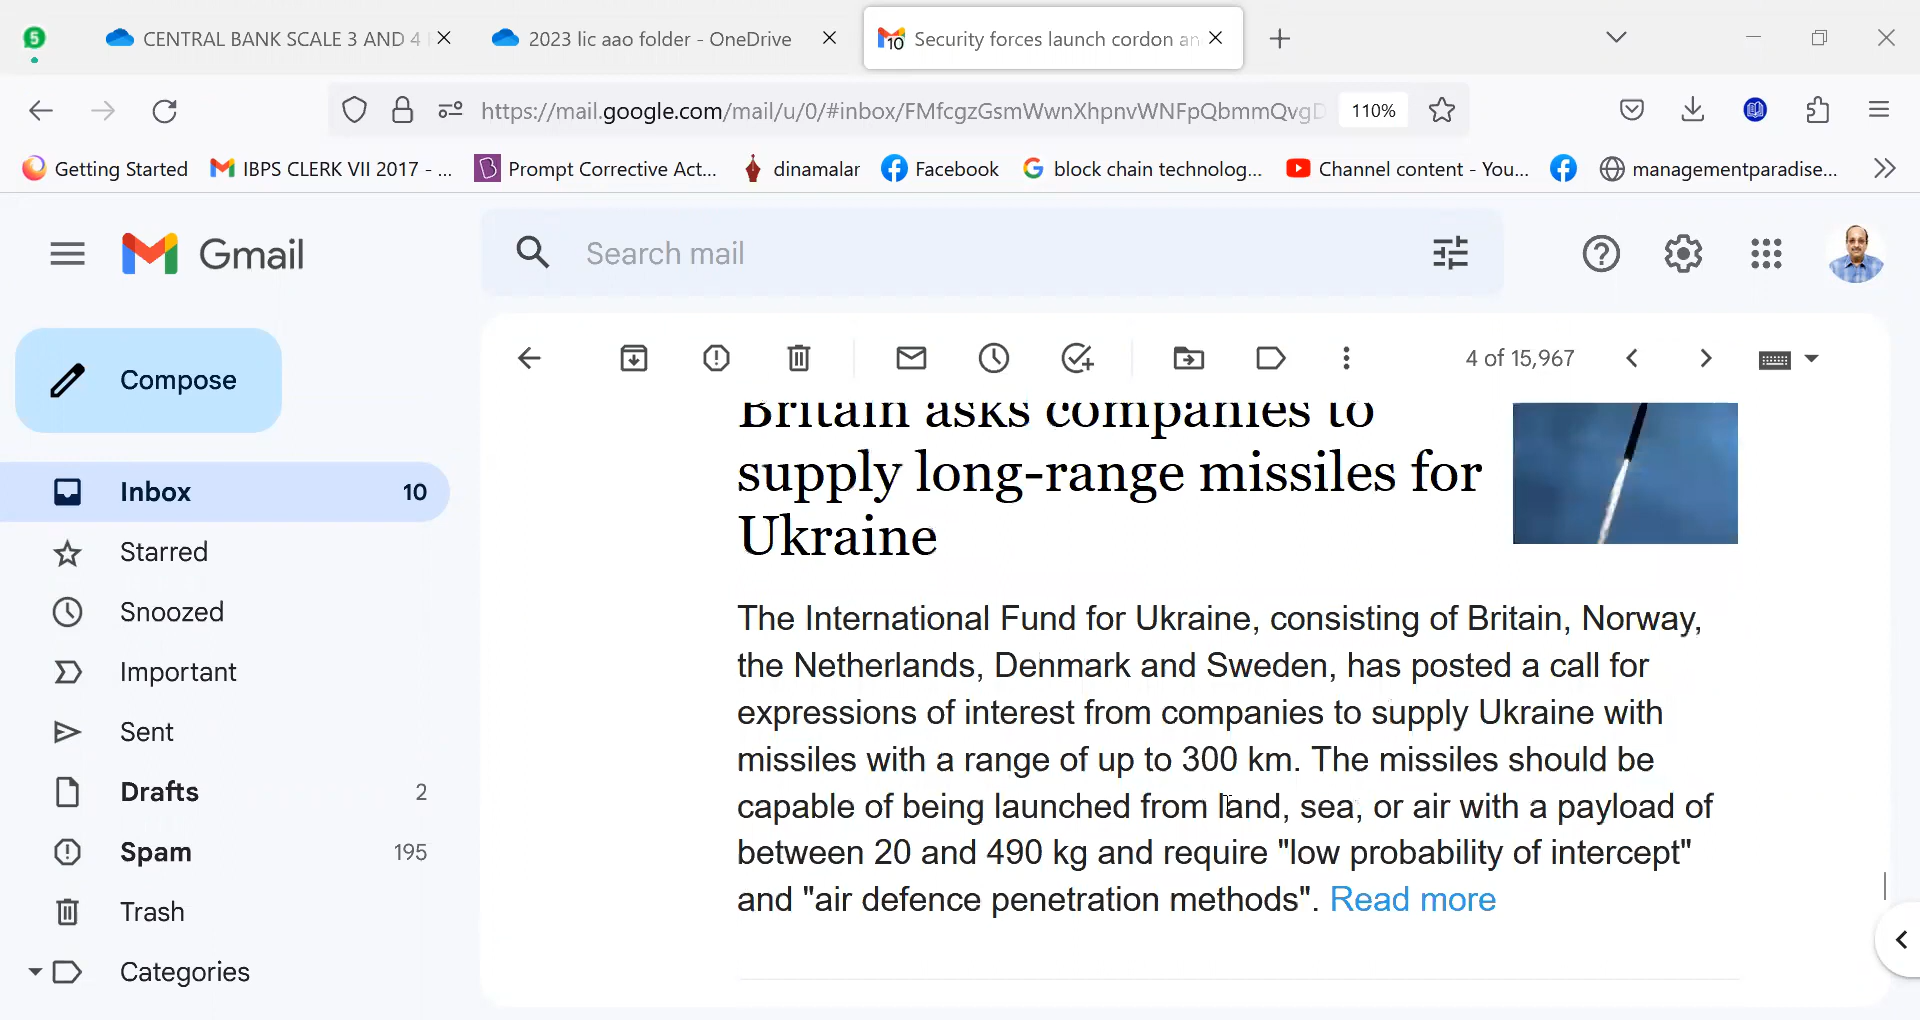 5
CENTRAL BANK SCALE 3 AND 4
2023 lic aao folder - OneDrive
10
Security forces launch cordon an
https://mail.google.com/mail/u/0/#inbox/FMfcgzGsmWwnXhpnvWNFpQbmmQvgD
110%
Getting Started
IBPS CLERK VII 2017 - ...
Prompt Corrective Act...
dinamalar
Facebook
block chain technolog...
Channel content - You...
managementparadise...
Gmail
Search mail
Compose
4 of 15,967
Inbox 10
Starred
Snoozed
Important
Sent
Drafts 2
Spam 195
Trash
Categories
Britain asks companies to
supply long-range missiles for
Ukraine
The International Fund for Ukraine, consisting of Britain, Norway,
the Netherlands, Denmark and Sweden, has posted a call for
expressions of interest from companies to supply Ukraine with
missiles with a range of up to 300 km. The missiles should be
capable of being launched from land, sea, or air with a payload of
between 20 and 490 kg and require "low probability of intercept"
and "air defence penetration methods". Read more